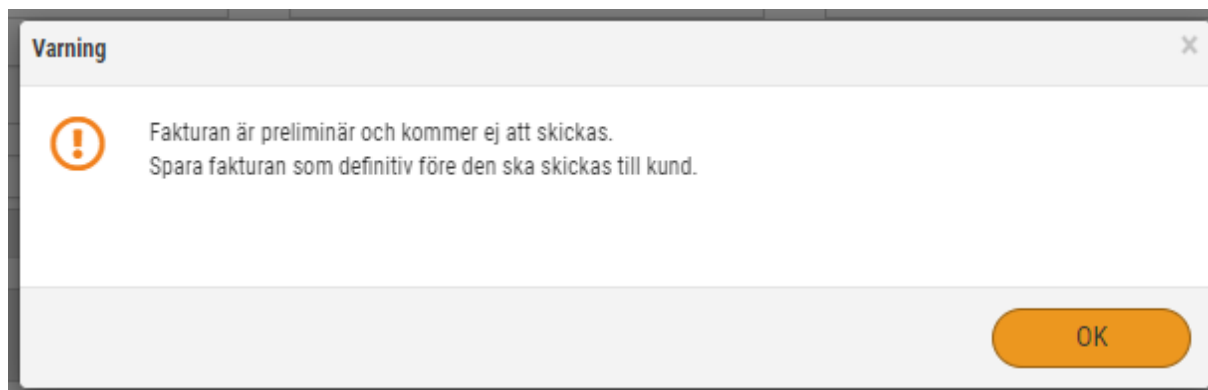 Varning
Fakturan är preliminär och kommer ej att skickas.
Spara fakturan som definitiv före den ska skickas till kund.
OK